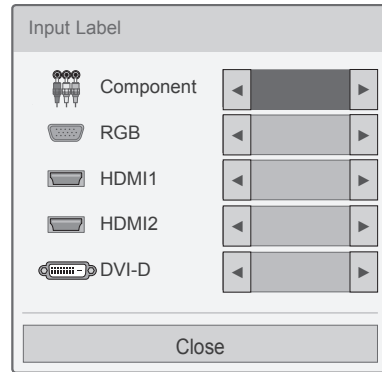 Input Label
Component
RGB
HDMI1
HDMI2
DVI-D
Close